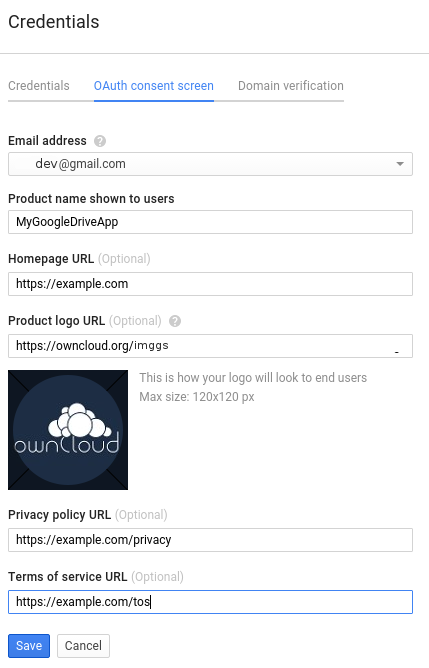 Credentials
Credentials OAuth consent screen Domain verification
Email address ?
dev@gmail.com
Product name shown to users
MyGoogleDriveApp
Homepage URL (Optional)
https://example.com
Product logo URL (Optional) ?
https://owncloud.org/imggs
This is how your logo will look to end users
Max size: 120x120 px
ownCloud
Privacy policy URL (Optional)
https://example.com/privacy
Terms of service URL (Optional)
https://example.com/tos
Save Cancel